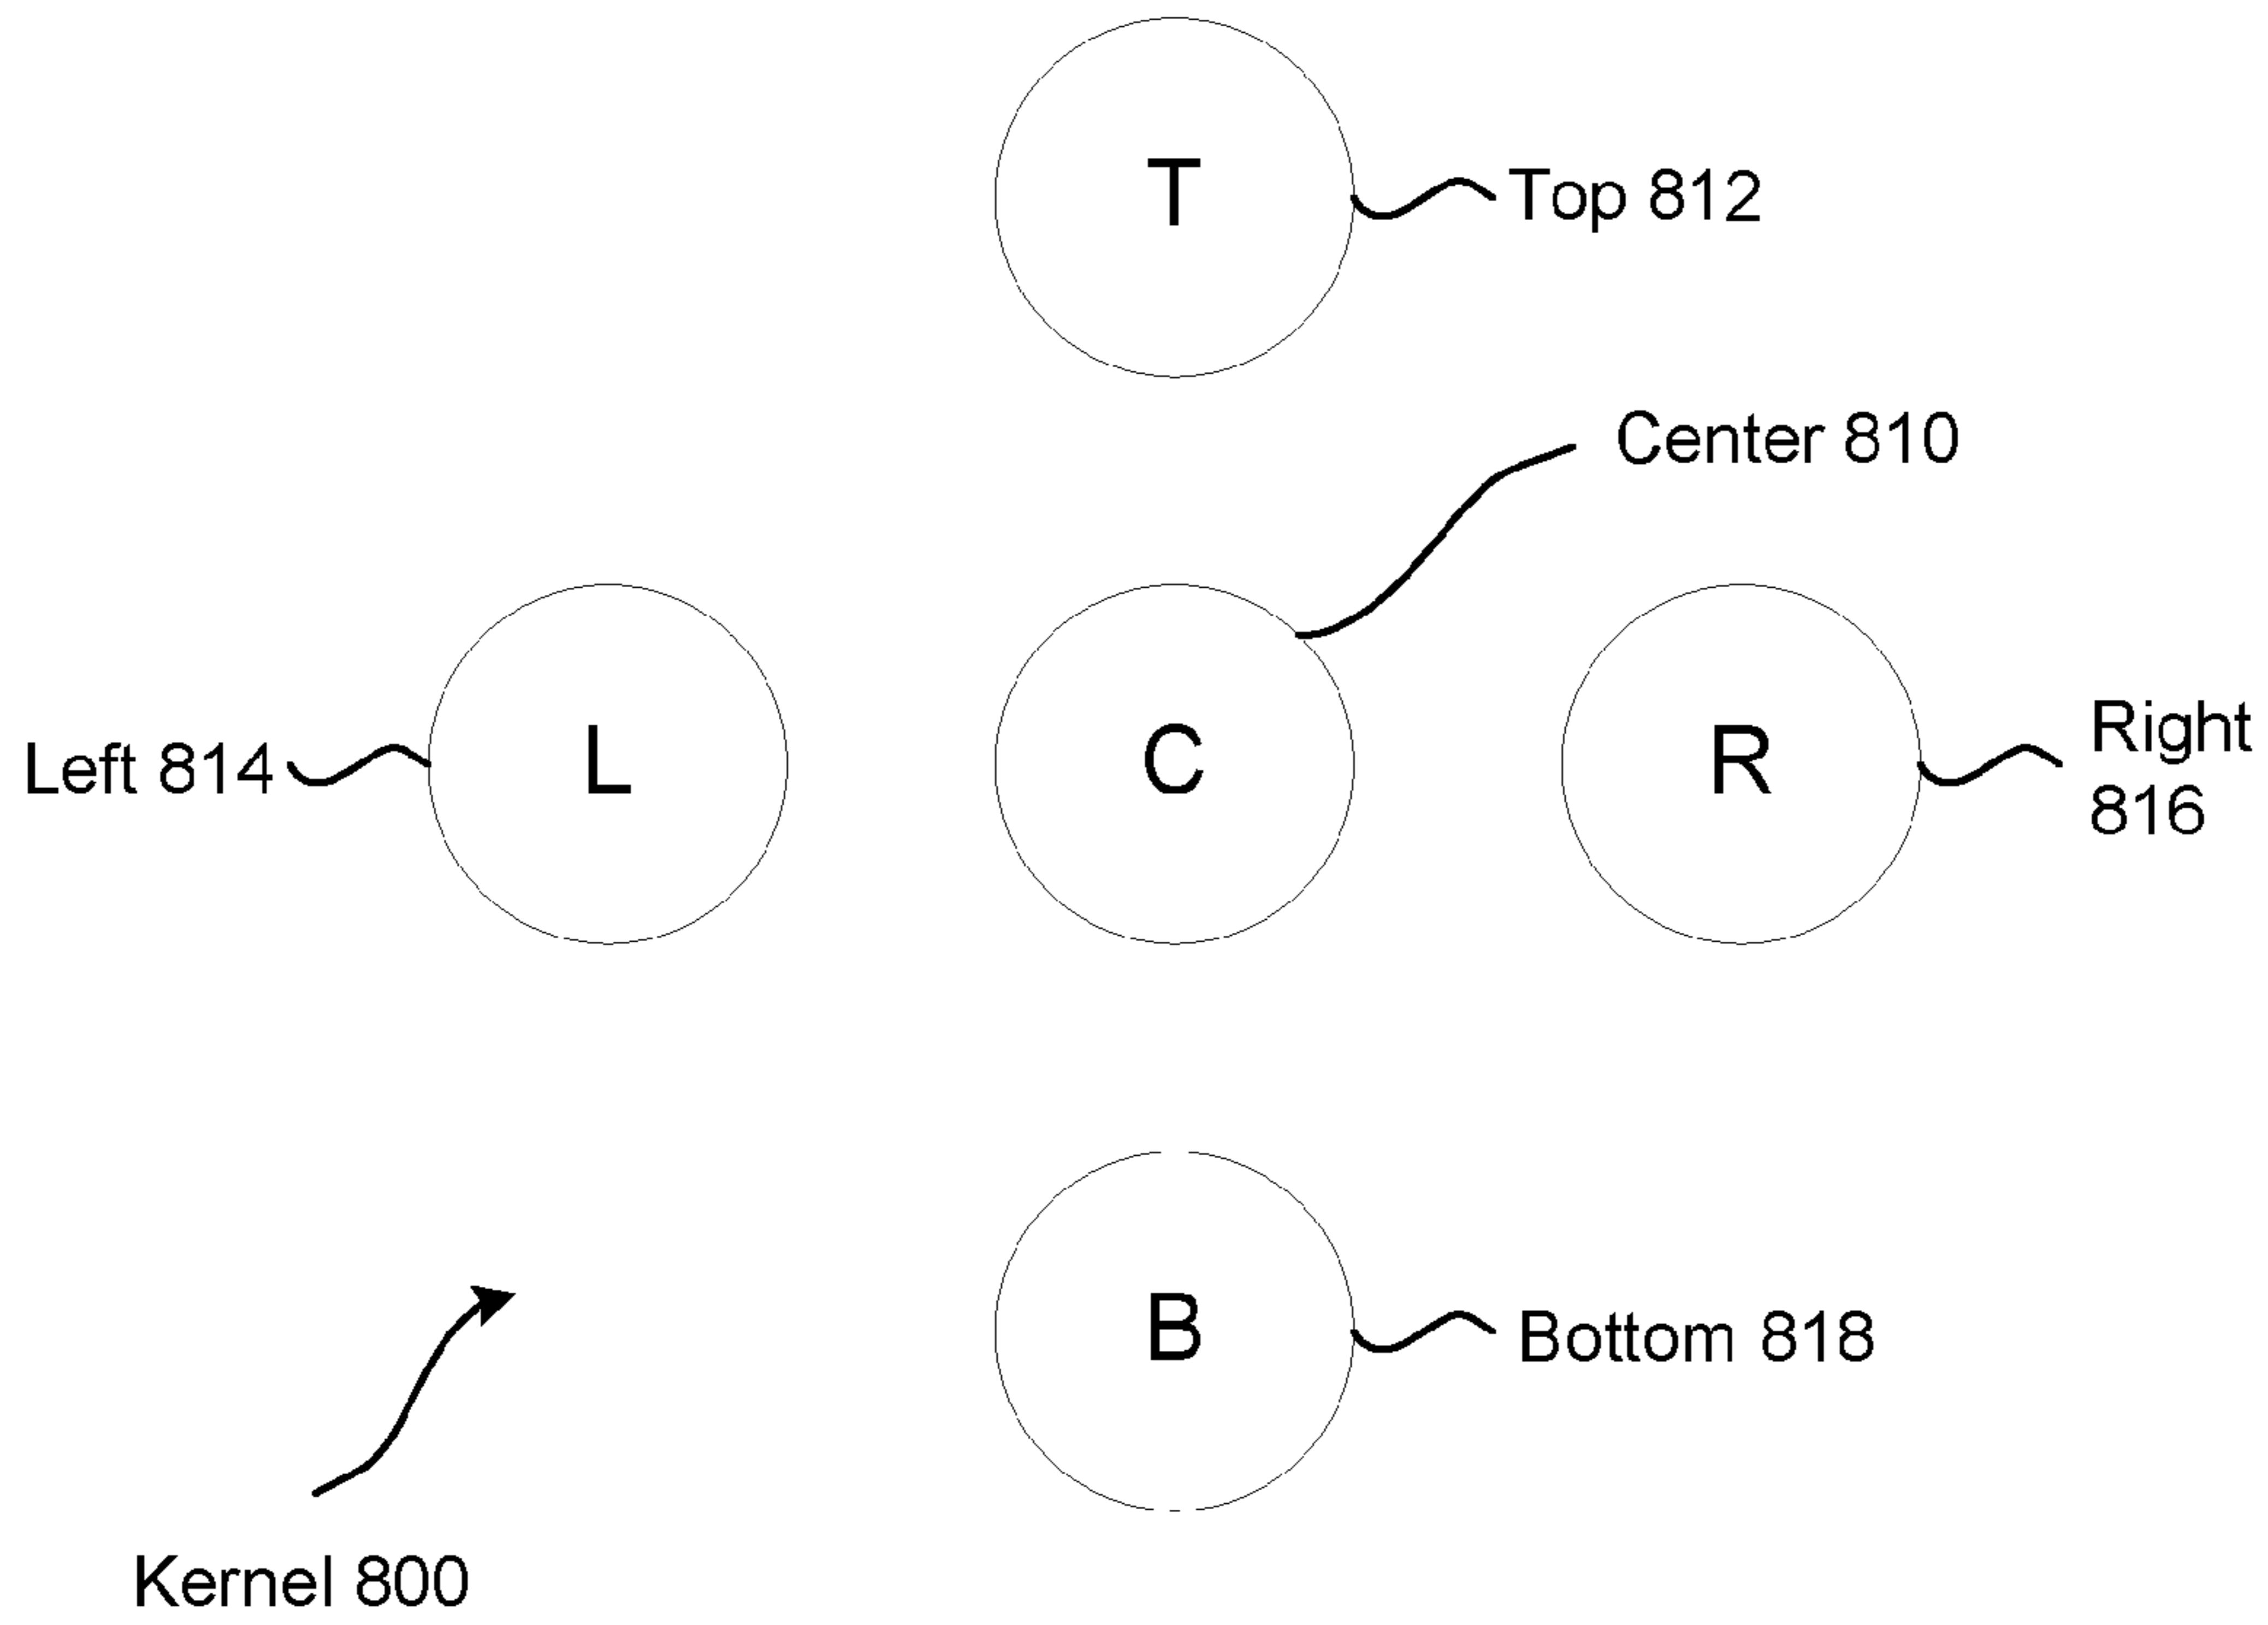 T
Top 812
Center 810
Left 814
L
C
R
Right
816
B
Bottom 818
Kernel 800